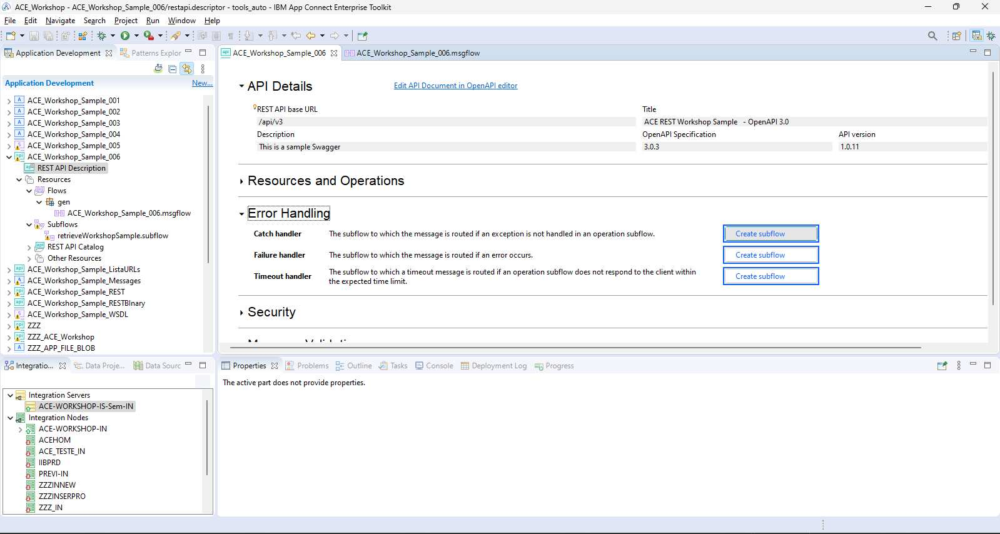 ACE_Workshop - ACE_Workshop_Sample_006/restapi.descriptor - tools_auto - IBM App Connect Enterprise Toolkit
File Edit Navigate Search Project Run Window Help
Application Development
Patterns Explor
ACE_Workshop_Sample_006
ACE_Workshop_Sample_006.msgflow
Application Development
New...
ACE_Workshop_Sample_001
ACE_Workshop_Sample_002
ACE_Workshop_Sample_003
ACE_Workshop_Sample_004
ACE_Workshop_Sample_005
ACE_Workshop_Sample_006
REST API Description
Resources
Flows
gen
ACE_Workshop_Sample_006.msgflow
Subflows
retrieveWorkshopSample.subflow
REST API Catalog
Other Resources
ACE_Workshop_Sample_ListaURLs
ACE_Workshop_Sample_Messages
ACE_Workshop_Sample_REST
ACE_Workshop_Sample_RESTBInary
ACE_Workshop_Sample_WSDL
ZZZ
ZZZ_ACE_Workshop
ZZZ_APP_FILE_BLOB
API Details
Edit API Document in OpenAPI editor
REST API base URL
/api/v3
Title
ACE REST Workshop Sample - OpenAPI 3.0
Description
This is a sample Swagger
OpenAPI Specification
3.0.3
API version
1.0.11
Resources and Operations
Error Handling
Catch handler
The subflow to which the message is routed if an exception is not handled in an operation subflow.
Create subflow
Failure handler
The subflow to which the message is routed if an error occurs.
Create subflow
Timeout handler
The subflow to which a timeout message is routed if an operation subflow does not respond to the client within
the expected time limit.
Create subflow
Security
Integratio...
Data Proje...
Data Sourc
Integration Servers
ACE-WORKSHOP-IS-Sem-IN
Integration Nodes
ACE-WORKSHOP-IN
ACEHOM
ACE_TESTE_IN
IIBPRD
PREVI-IN
ZZZINNEW
ZZZINSERPRO
ZZZ_IN
Properties
Problems
Outline
Tasks
Console
Deployment Log
Progress
The active part does not provide properties.